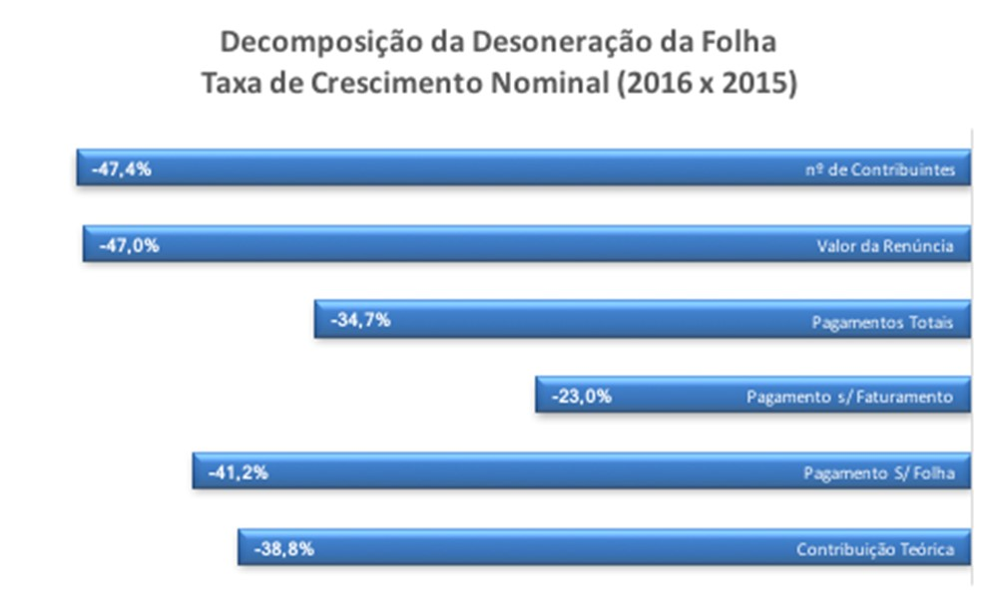 Decomposição da Desoneração da Folha
Taxa de Crescimento Nominal (2016 x 2015)
-47,4% nº de Contribuintes
-47,0% Valor da Renúncia
-34,7% Pagamentos Totais
-23,0% Pagamento s/ Faturamento
-41,2% Pagamento S/ Folha
-38,8% Contribuição Teórica